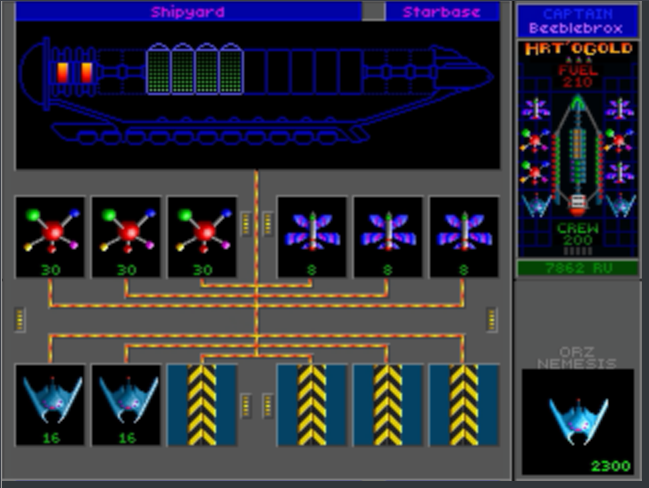 Shipyard
Starbase
CAPTAIN
Beeblebrox
HRT'OGOLD
FUEL
210
30
30
30
8
8
8
CREW
200
7862 RU
16
16
ORZ
NEMESIS
2300